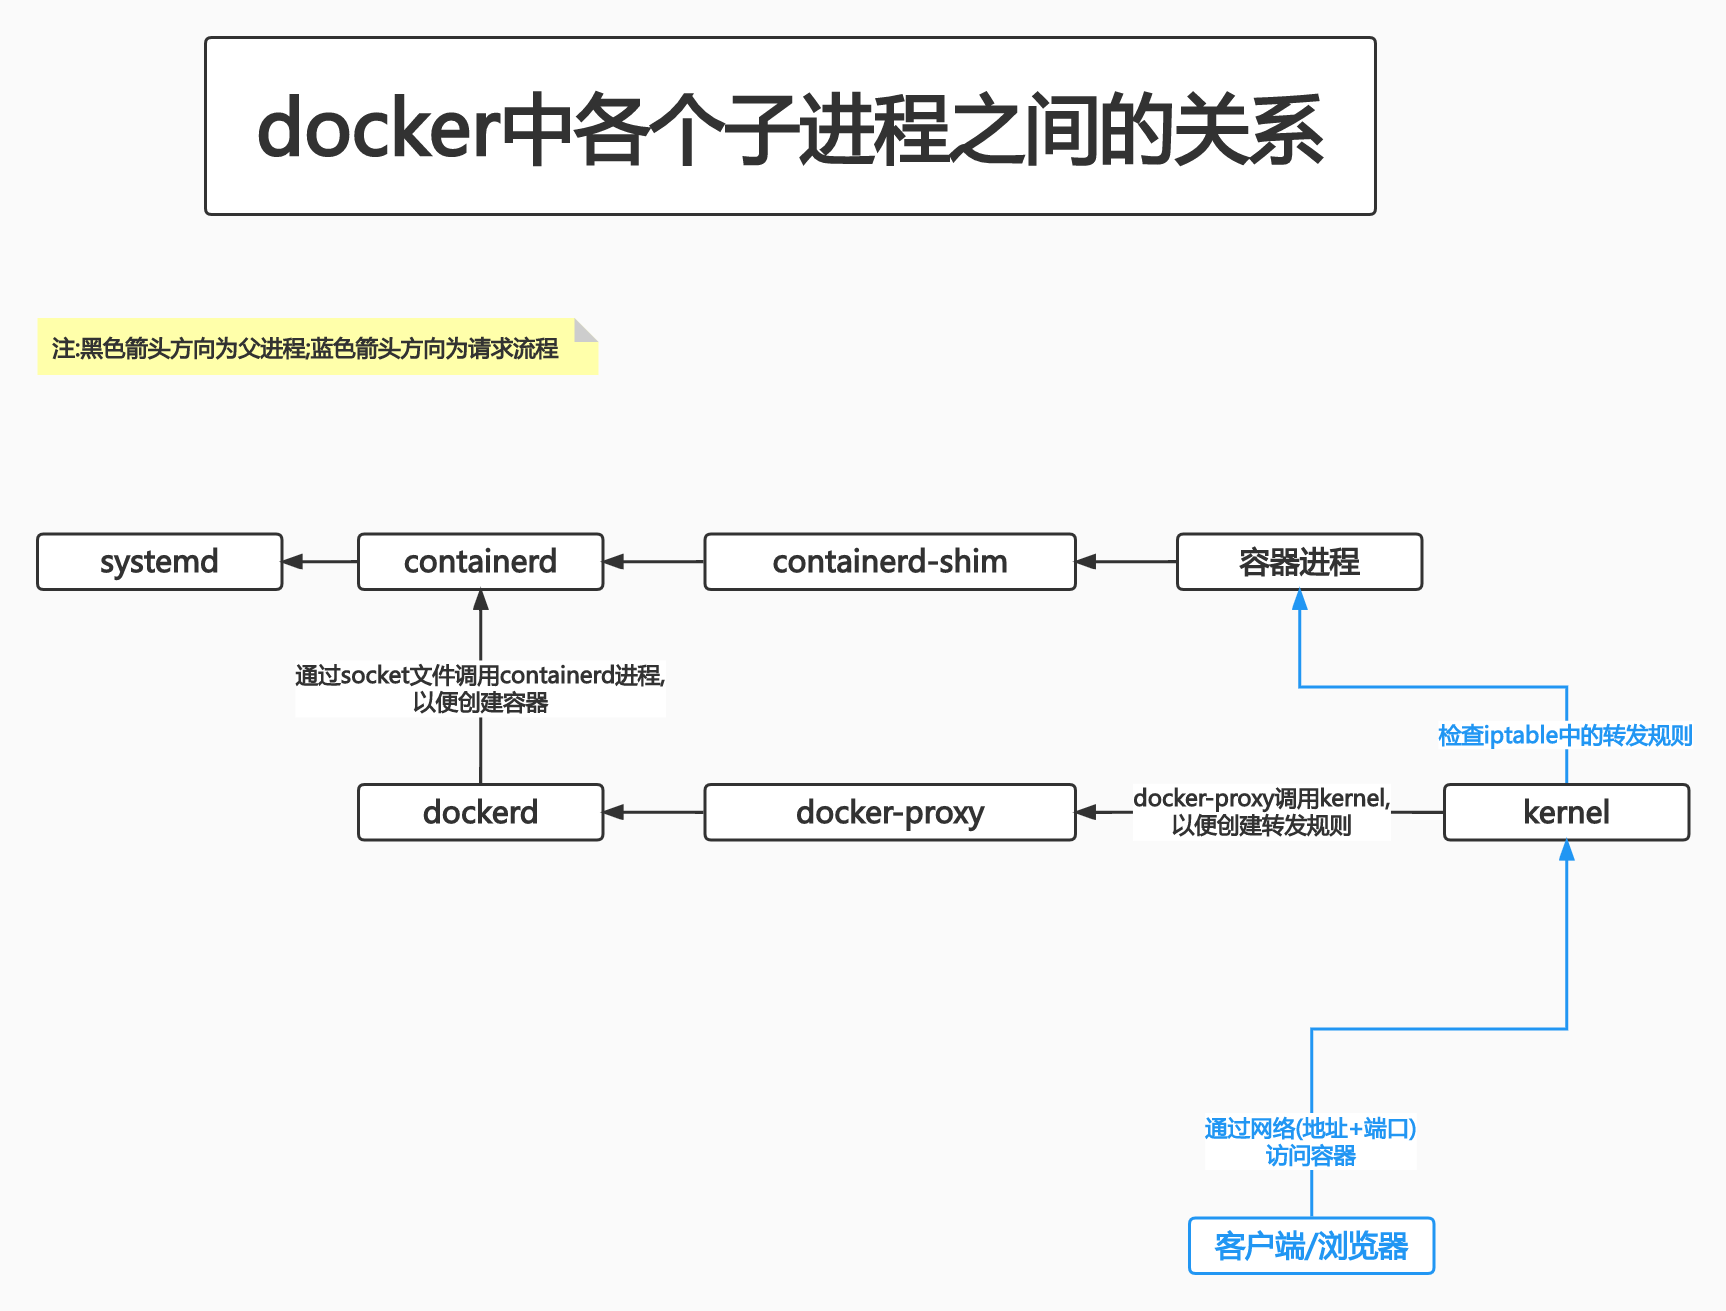 docker中各个子进程之间的关系
注:黑色箭头方向为父进程;蓝色箭头方向为请求流程
systemd
containerd
containerd-shim
容器进程
通过socket文件调用containerd进程,
以便创建容器
检查iptable中的转发规则
dockerd
docker-proxy
docker-proxy调用kernel,
以便创建转发规则
kernel
通过网络(地址+端口)
访问容器
客户端/浏览器